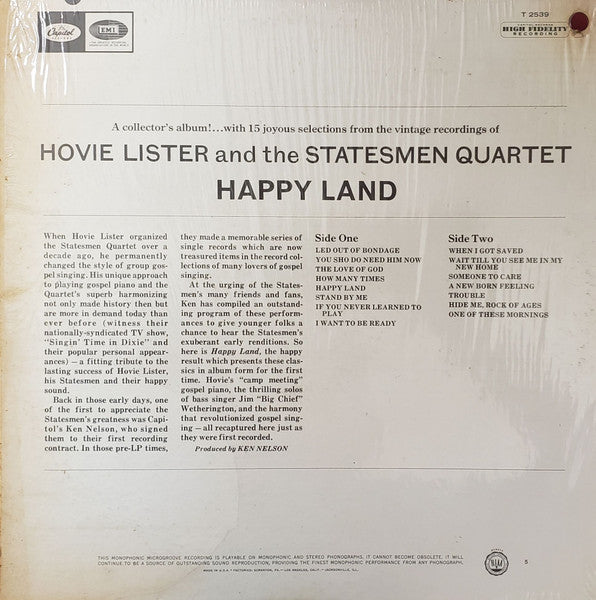 Capitol
EMI
T 2539
HIGH FIDELITY
RECORDING
A collector's album!...with 15 joyous selections from the vintage recordings of
HOVIE LISTER and the STATESMEN QUARTET
HAPPY LAND
When Hovie Lister organized
the Statesmen Quartet over a
decade ago, he permanently
changed the style of group gos-
pel singing. His unique approach
to playing gospel piano and the
Quartet's superb harmonizing
not only made history then but
are more in demand today than
ever before (witness their
nationally-syndicated TV show,
"Singin' Time in Dixie" and
their popular personal appear-
ances) — a fitting tribute to the
lasting success of Hovie Lister,
his Statesmen and their happy
sound.
Back in those early days, one
of the first to appreciate the
Statesmen's greatness was Capi-
tol's Ken Nelson, who signed
them to their first recording
contract. In those pre-LP times,
they made a memorable series of
single records which are now
treasured items in the record col-
lections of many lovers of gospel
singing.
At the urging of the States-
men's many friends and fans,
Ken has compiled an outstand-
ing program of these perform-
ances to give younger folks a
chance to hear the Statesmen's
exuberant early renditions. So
here is Happy Land, the happy
result which presents these clas-
sics in album form for the first
time. Hovie's "camp meeting"
gospel piano, the thrilling solos
of bass singer Jim "Big Chief"
Wetherington, and the harmony
that revolutionized gospel sing-
ing — all recaptured here just as
they were first recorded.
Produced by KEN NELSON
Side One
LED OUT OF BONDAGE
YOU SHO DO NEED HIM NOW
THE LOVE OF GOD
HOW MANY TIMES
HAPPY LAND
STAND BY ME
IF YOU NEVER LEARNED TO
PLAY
I WANT TO BE READY
Side Two
WHEN I GOT SAVED
WAIT TILL YOU SEE ME IN MY
NEW HOME
SOMEONE TO CARE
A NEW BORN FEELING
TROUBLE
HIDE ME, ROCK OF AGES
ONE OF THESE MORNINGS
THIS MONOPHONIC MICROGROOVE RECORDING IS PLAYABLE ON MONOPHONIC AND STEREO PHONOGRAPHS. IT CANNOT BECOME OBSOLETE. IT WILL
CONTINUE TO BE A SOURCE OF OUTSTANDING SOUND REPRODUCTION, PROVIDING THE FINEST MONOPHONIC PERFORMANCE FROM ANY PHONOGRAPH.
MADE IN U.S.A. – FACTORIES: SCRANTON, PA. – LOS ANGELES, CALIF. – JACKSONVILLE, ILL.
5